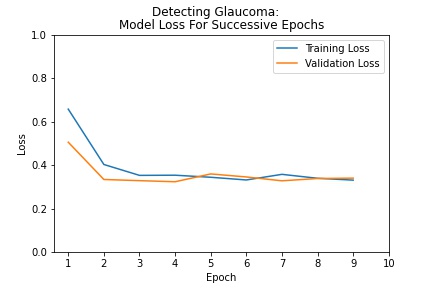 Detecting Glaucoma:
Model Loss For Successive Epochs
Training Loss
Validation Loss
Loss
1.0
0.8
0.6
0.4
0.2
0.0
1 2 3 4 5 6 7 8 9 10
Epoch